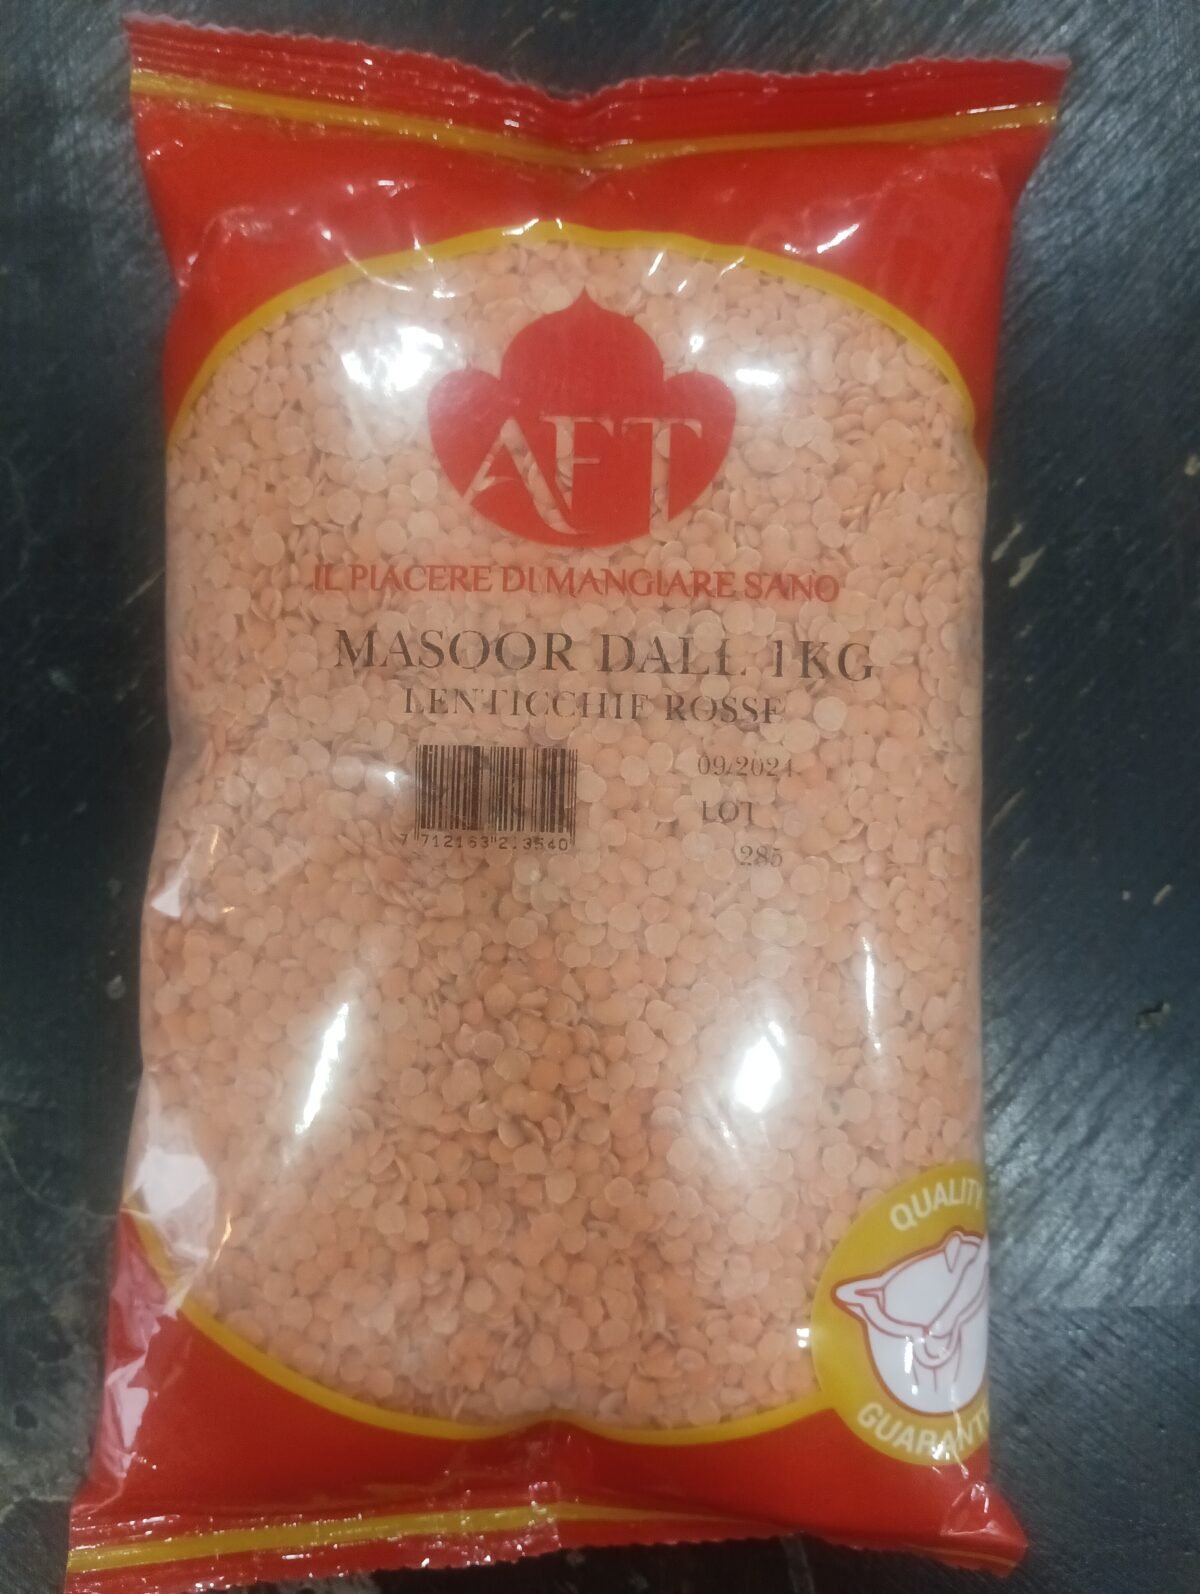 AFT
IL PIACERE DI MANGIARE SANO
MASOOR DALL 1KG
LENTICCHIE ROSSE
09/2024
LOT
285
QUALITY